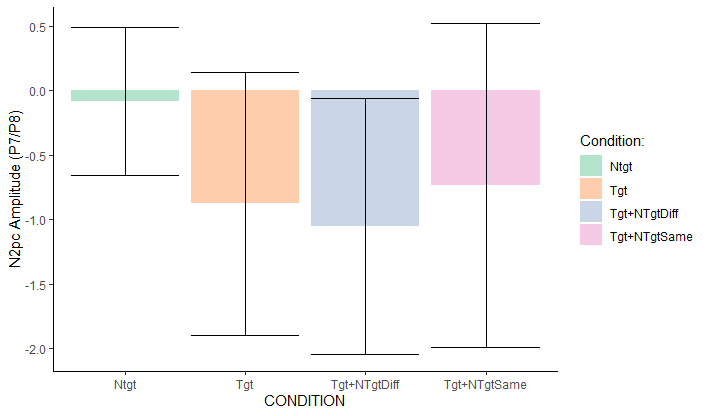 N2pc Amplitude (P7/P8)
0.5
0.0
-0.5
-1.0
-1.5
-2.0
Ntgt
Tgt
Tgt+NTgtDiff
Tgt+NTgtSame
CONDITION
Condition:
Ntgt
Tgt
Tgt+NTgtDiff
Tgt+NTgtSame